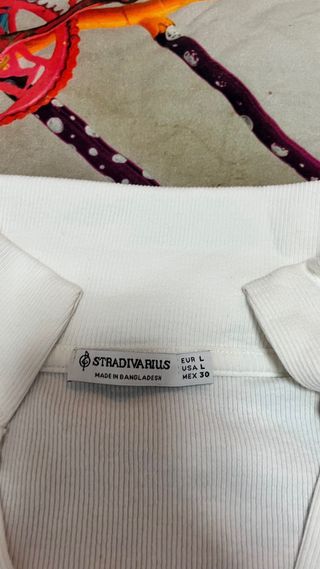 STRADIVARIUS
MADE IN BANGLADESH
EUR L
USA L
MEX 30